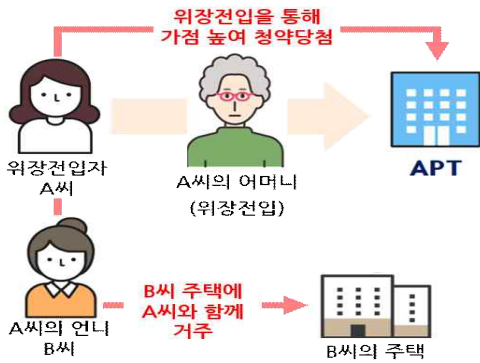 위장전입을 통해
가점 높여 청약당첨
위장전입자
A씨
A씨의 어머니
(위장전입)
APT
A씨의 언니
B씨
B씨 주택에
A씨와 함께
거주
B씨의 주택